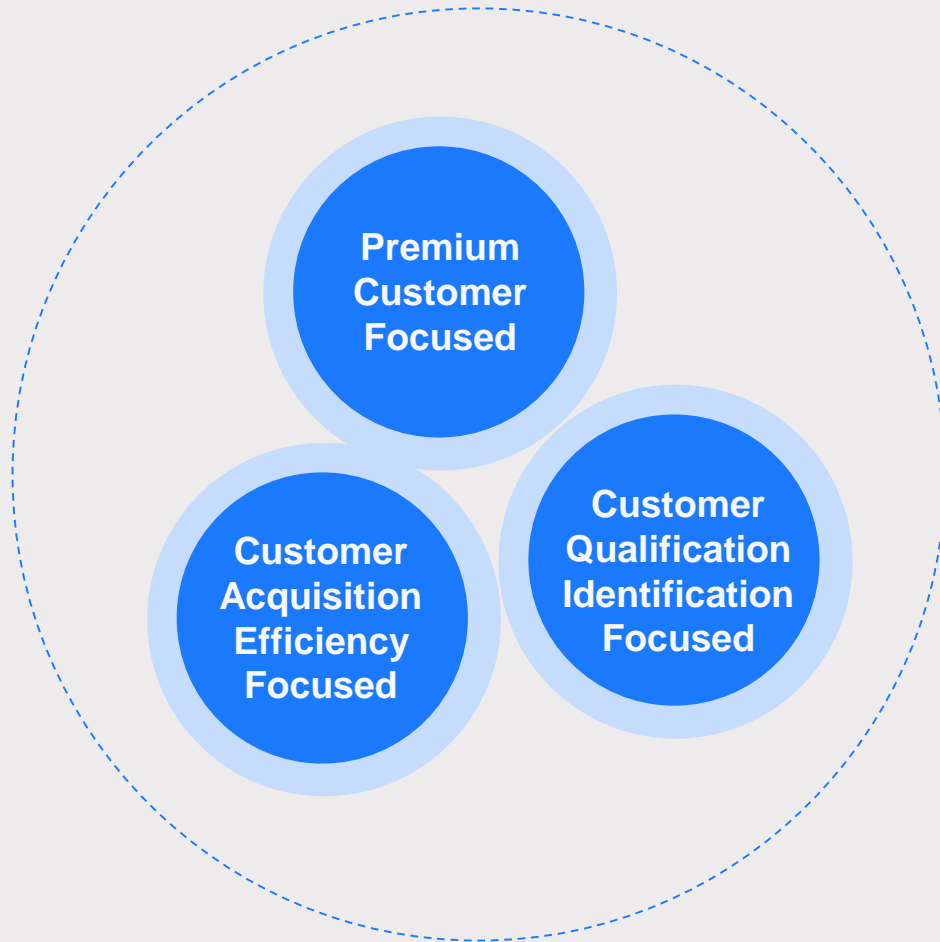 Premium
Customer
Focused
Customer
Acquisition
Efficiency
Focused
Customer
Qualification
Identification
Focused